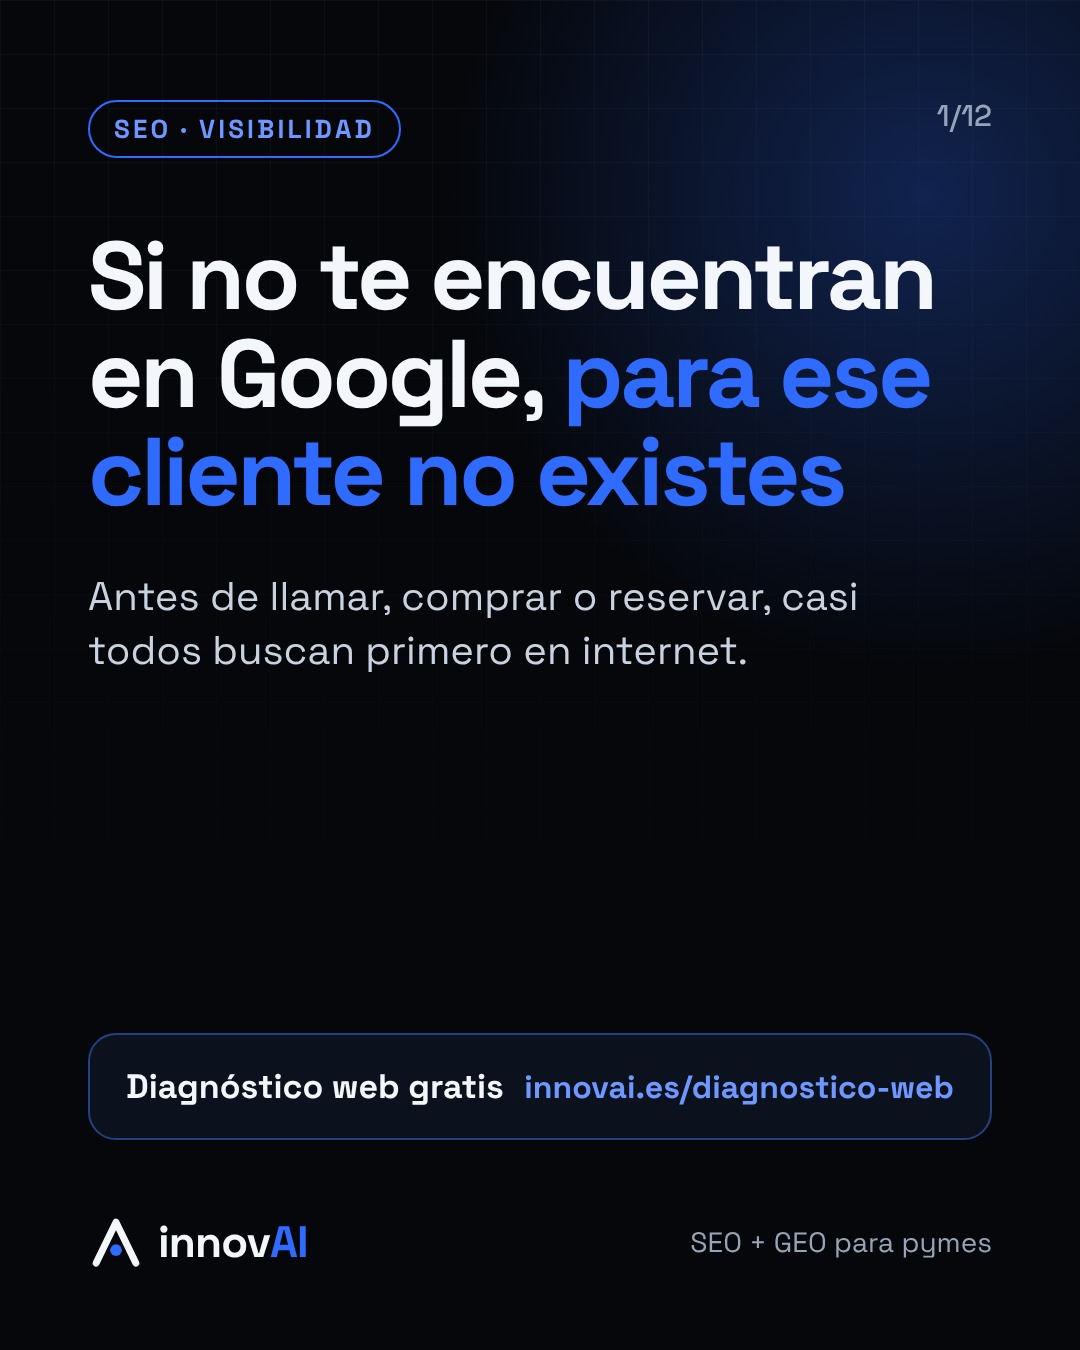 SEO · VISIBILIDAD
1/12
Si no te encuentran
en Google, para ese
cliente no existes
Antes de llamar, comprar o reservar, casi
todos buscan primero en internet.
Diagnóstico web gratis innovai.es/diagnostico-web
innovAI
SEO + GEO para pymes